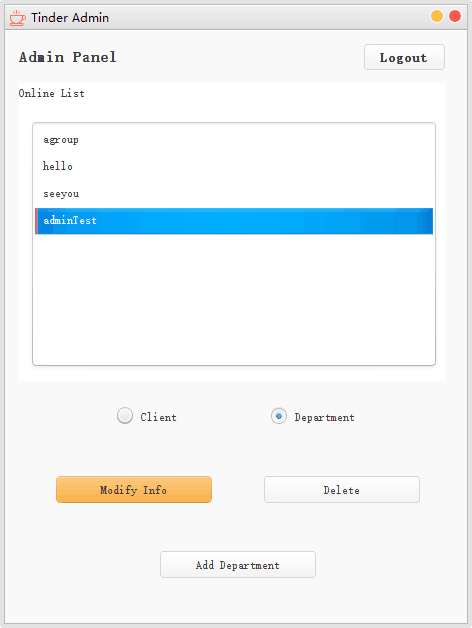 Tinder Admin
Admin Panel
Logout
Online List
agroup
hello
seeyou
adminTest
Client
Department
Modify Info
Delete
Add Department